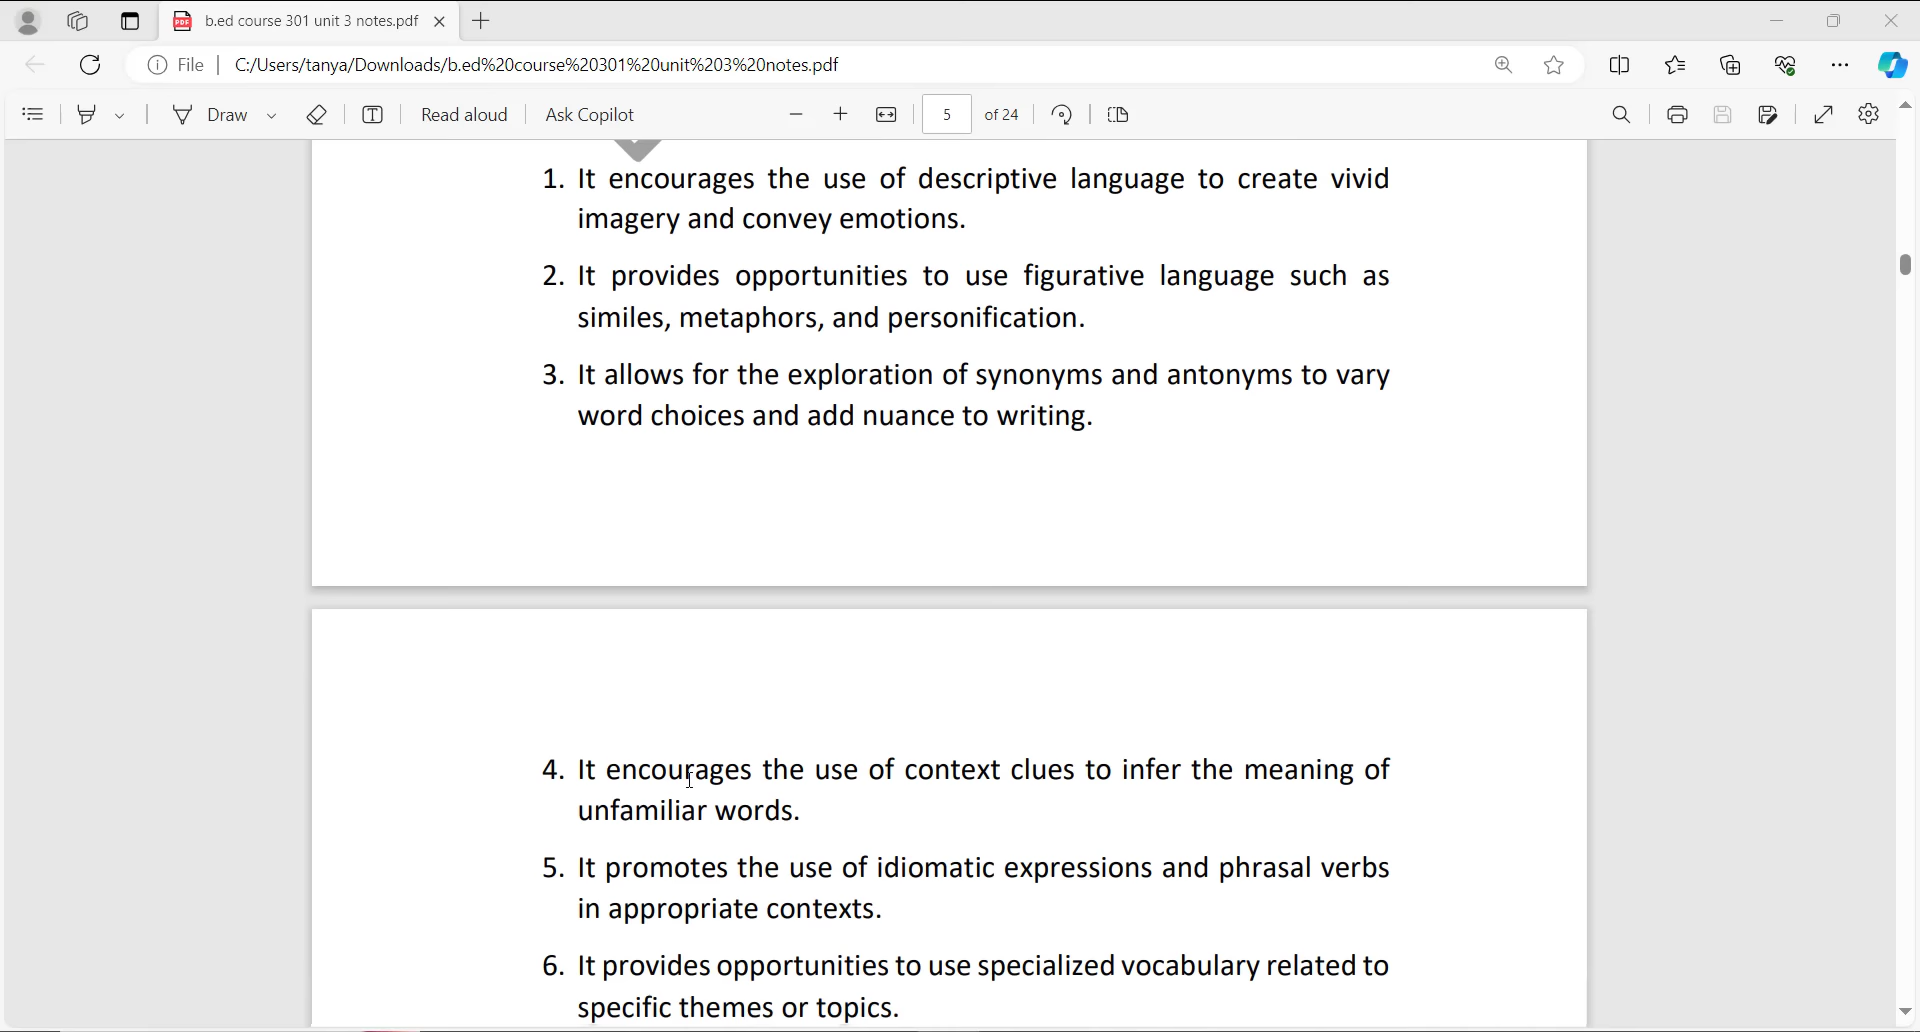 b.ed course 301 unit 3 notes.pdf
File | C:/Users/tanya/Downloads/b.ed%20course%20301%20unit%203%20notes.pdf
Draw Read aloud Ask Copilot 5 of 24
1. It encourages the use of descriptive language to create vivid
imagery and convey emotions.
2. It provides opportunities to use figurative language such as
similes, metaphors, and personification.
3. It allows for the exploration of synonyms and antonyms to vary
word choices and add nuance to writing.
4. It encourages the use of context clues to infer the meaning of
unfamiliar words.
5. It promotes the use of idiomatic expressions and phrasal verbs
in appropriate contexts.
6. It provides opportunities to use specialized vocabulary related to
specific themes or topics.